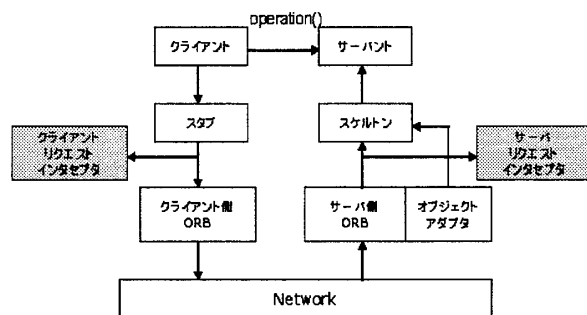 operation()
クライアント
サーバント
スタブ
スケルトン
クライアント
リクエスト
インタセプタ
サーバ
リクエスト
インタセプタ
クライアント側
ORB
サーバ側
ORB
オブジェクト
アダプタ
Network